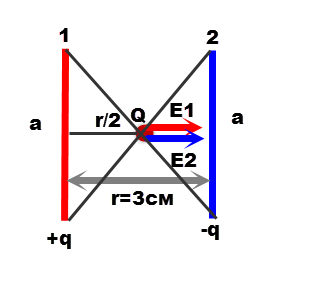 1 2
r/2 Q E1
a a
E2
r=3см
+q -q